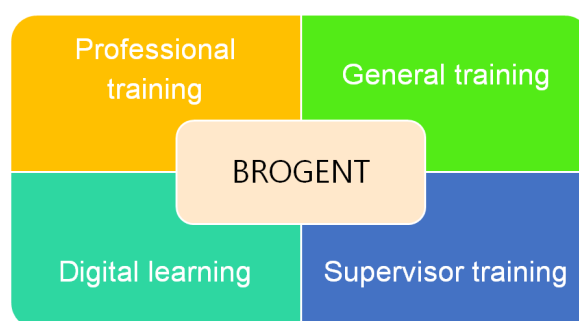 Professional
training
General training
BROGENT
Digital learning
Supervisor training